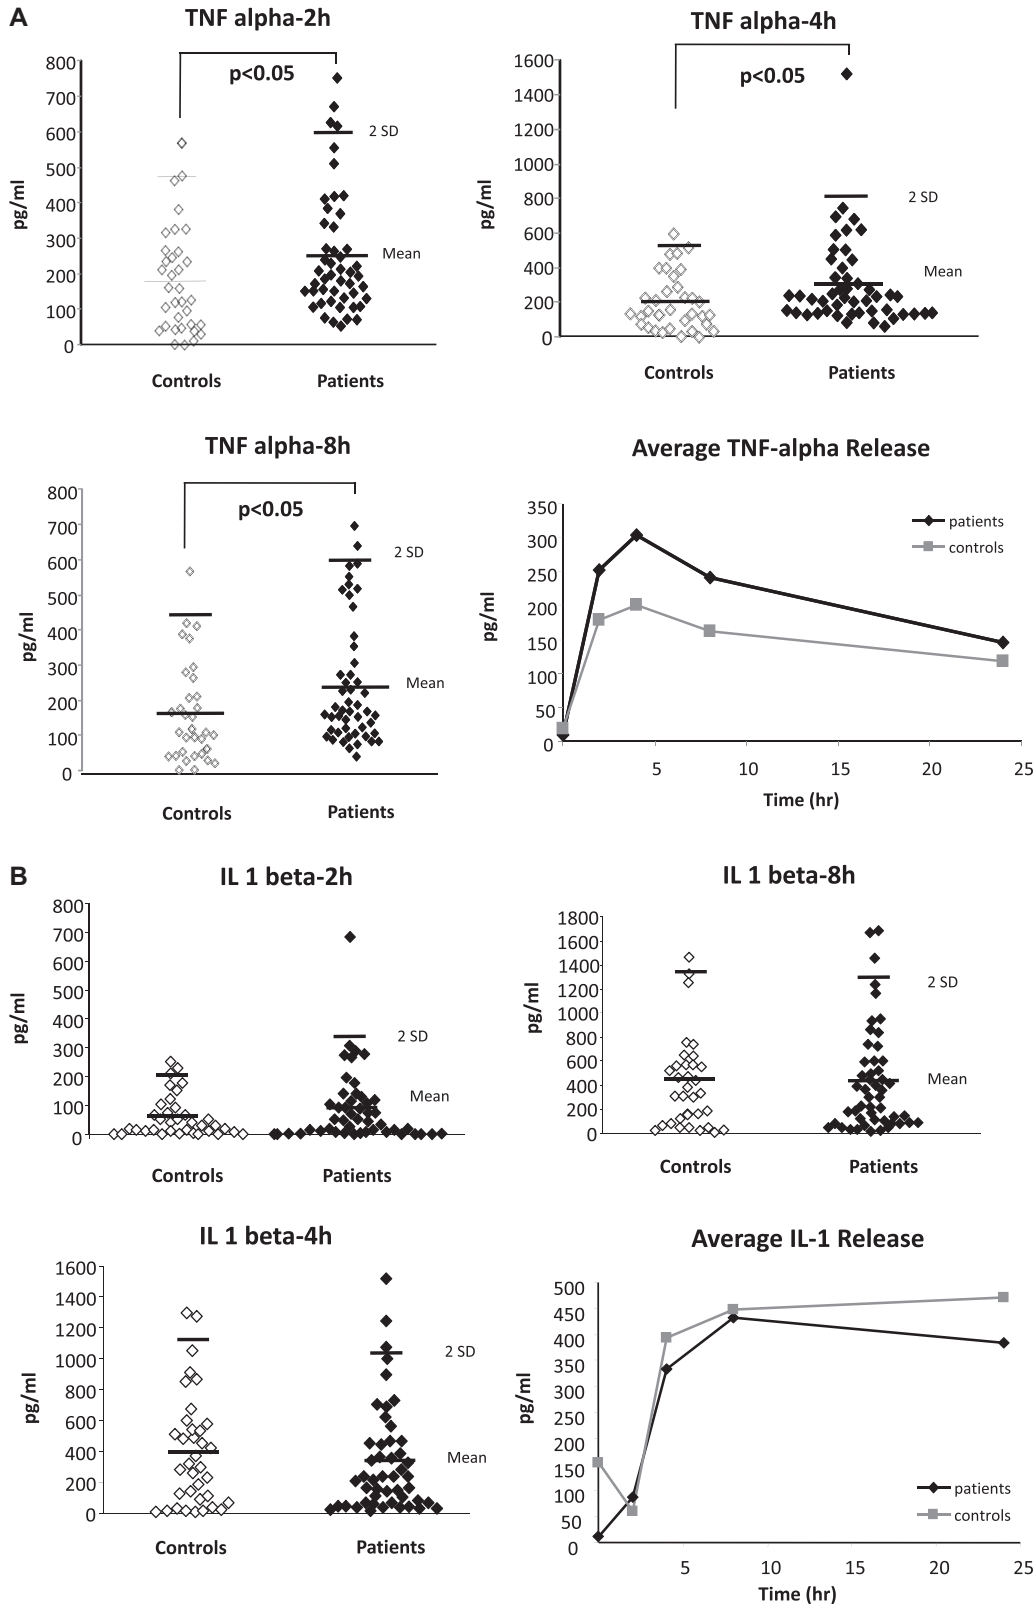 A
TNF alpha-2h
p<0.05
800
700
600
500
400
300
200
100
0
pg/ml
2 SD
Mean
Controls
Patients
TNF alpha-4h
p<0.05
1600
1400
1200
1000
800
600
400
200
0
pg/ml
2 SD
Mean
Controls
Patients
TNF alpha-8h
p<0.05
800
700
600
500
400
300
200
100
0
pg/ml
2 SD
Mean
Controls
Patients
Average TNF-alpha Release
350
300
250
200
150
100
50
0
pg/ml
patients
controls
5 10 15 20 25
Time (hr)
B
IL 1 beta-2h
800
700
600
500
400
300
200
100
0
pg/ml
2 SD
Mean
Controls
Patients
IL 1 beta-8h
1800
1600
1400
1200
1000
800
600
400
200
0
pg/ml
2 SD
Mean
Controls
Patients
IL 1 beta-4h
1600
1400
1200
1000
800
600
400
200
0
pg/ml
2 SD
Mean
Controls
Patients
Average IL-1 Release
500
450
400
350
300
250
200
150
100
50
0
pg/ml
patients
controls
5 10 15 20 25
Time (hr)